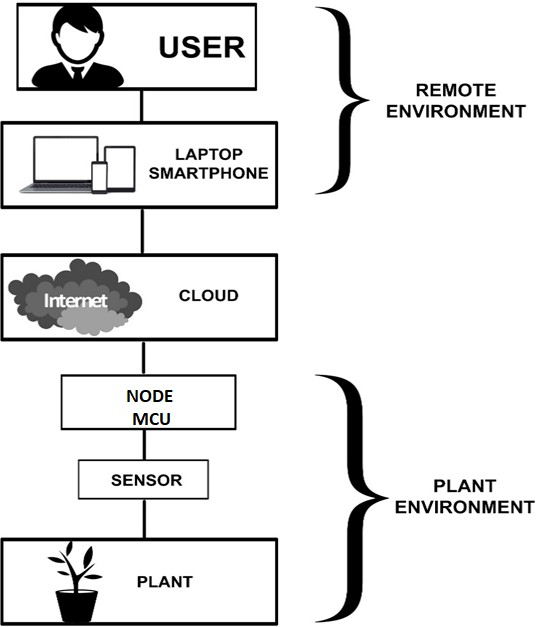 USER
REMOTE
ENVIRONMENT
LAPTOP
SMARTPHONE
Internet
CLOUD
NODE
MCU
SENSOR
PLANT
ENVIRONMENT
PLANT